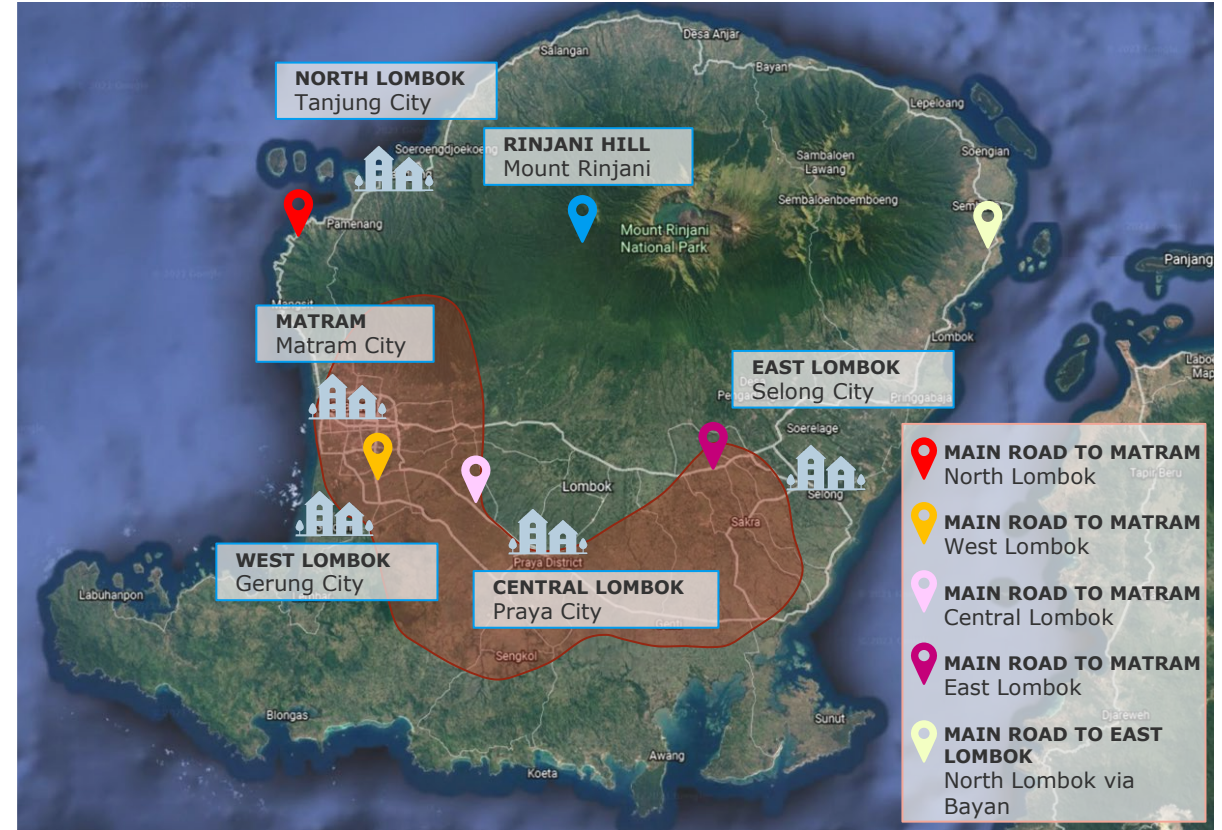 Desa Anjar
Salangan
Bayan
NORTH LOMBOK
Tanjung City
Lepeloang
RINJANI HILL
Mount Rinjani
Soeroengdjoekoeng
Soengian
Sambaloen
Lawang
Sembaloenboemboeng
Pamenang
Mount Rinjani
National Park
Panjang
Mangsit
MATRAM
Matram City
Lombok
EAST LOMBOK
Selong City
Pringgabaja
Soerelage
Lombok
Selong
Sakra
WEST LOMBOK
Gerung City
Praya District
CENTRAL LOMBOK
Praya City
Labuhanpon
Sengkol
Blongas
Sunut
Awang
Koeta
MAIN ROAD TO MATRAM
North Lombok
Tapir Beru
MAIN ROAD TO MATRAM
West Lombok
MAIN ROAD TO MATRAM
Central Lombok
MAIN ROAD TO MATRAM
East Lombok
Djareweh
MAIN ROAD TO EAST
LOMBOK
North Lombok via
Bayan